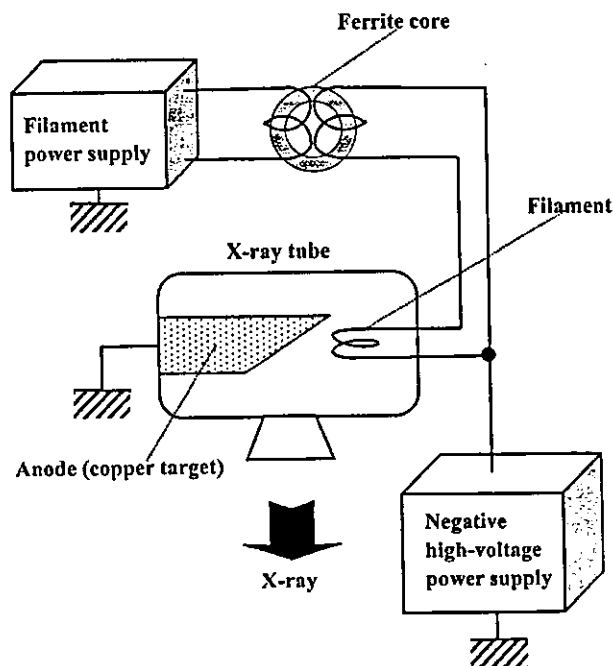 Ferrite core
Filament
power supply
Filament
X-ray tube
Anode (copper target)
Negative
high-voltage
power supply
X-ray